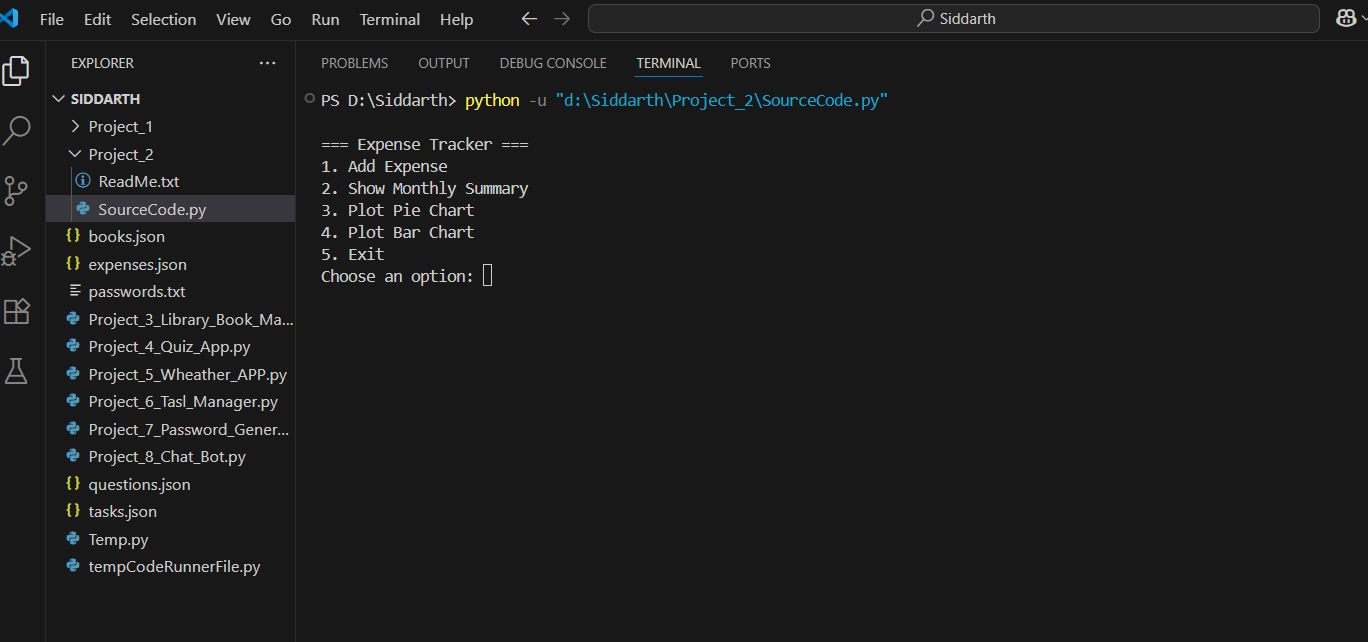 File Edit Selection View Go Run Terminal Help Siddarth
EXPLORER
SIDDARTH
Project_1
Project_2
ReadMe.txt
SourceCode.py
books.json
expenses.json
passwords.txt
Project_3_Library_Book_Ma...
Project_4_Quiz_App.py
Project_5_Wheather_APP.py
Project_6_Tasl_Manager.py
Project_7_Password_Gener...
Project_8_Chat_Bot.py
questions.json
tasks.json
Temp.py
tempCodeRunnerFile.py
PROBLEMS OUTPUT DEBUG CONSOLE TERMINAL PORTS
PS D:\Siddarth> python -u "d:\Siddarth\Project_2\SourceCode.py"
=== Expense Tracker ===
1. Add Expense
2. Show Monthly Summary
3. Plot Pie Chart
4. Plot Bar Chart
5. Exit
Choose an option: